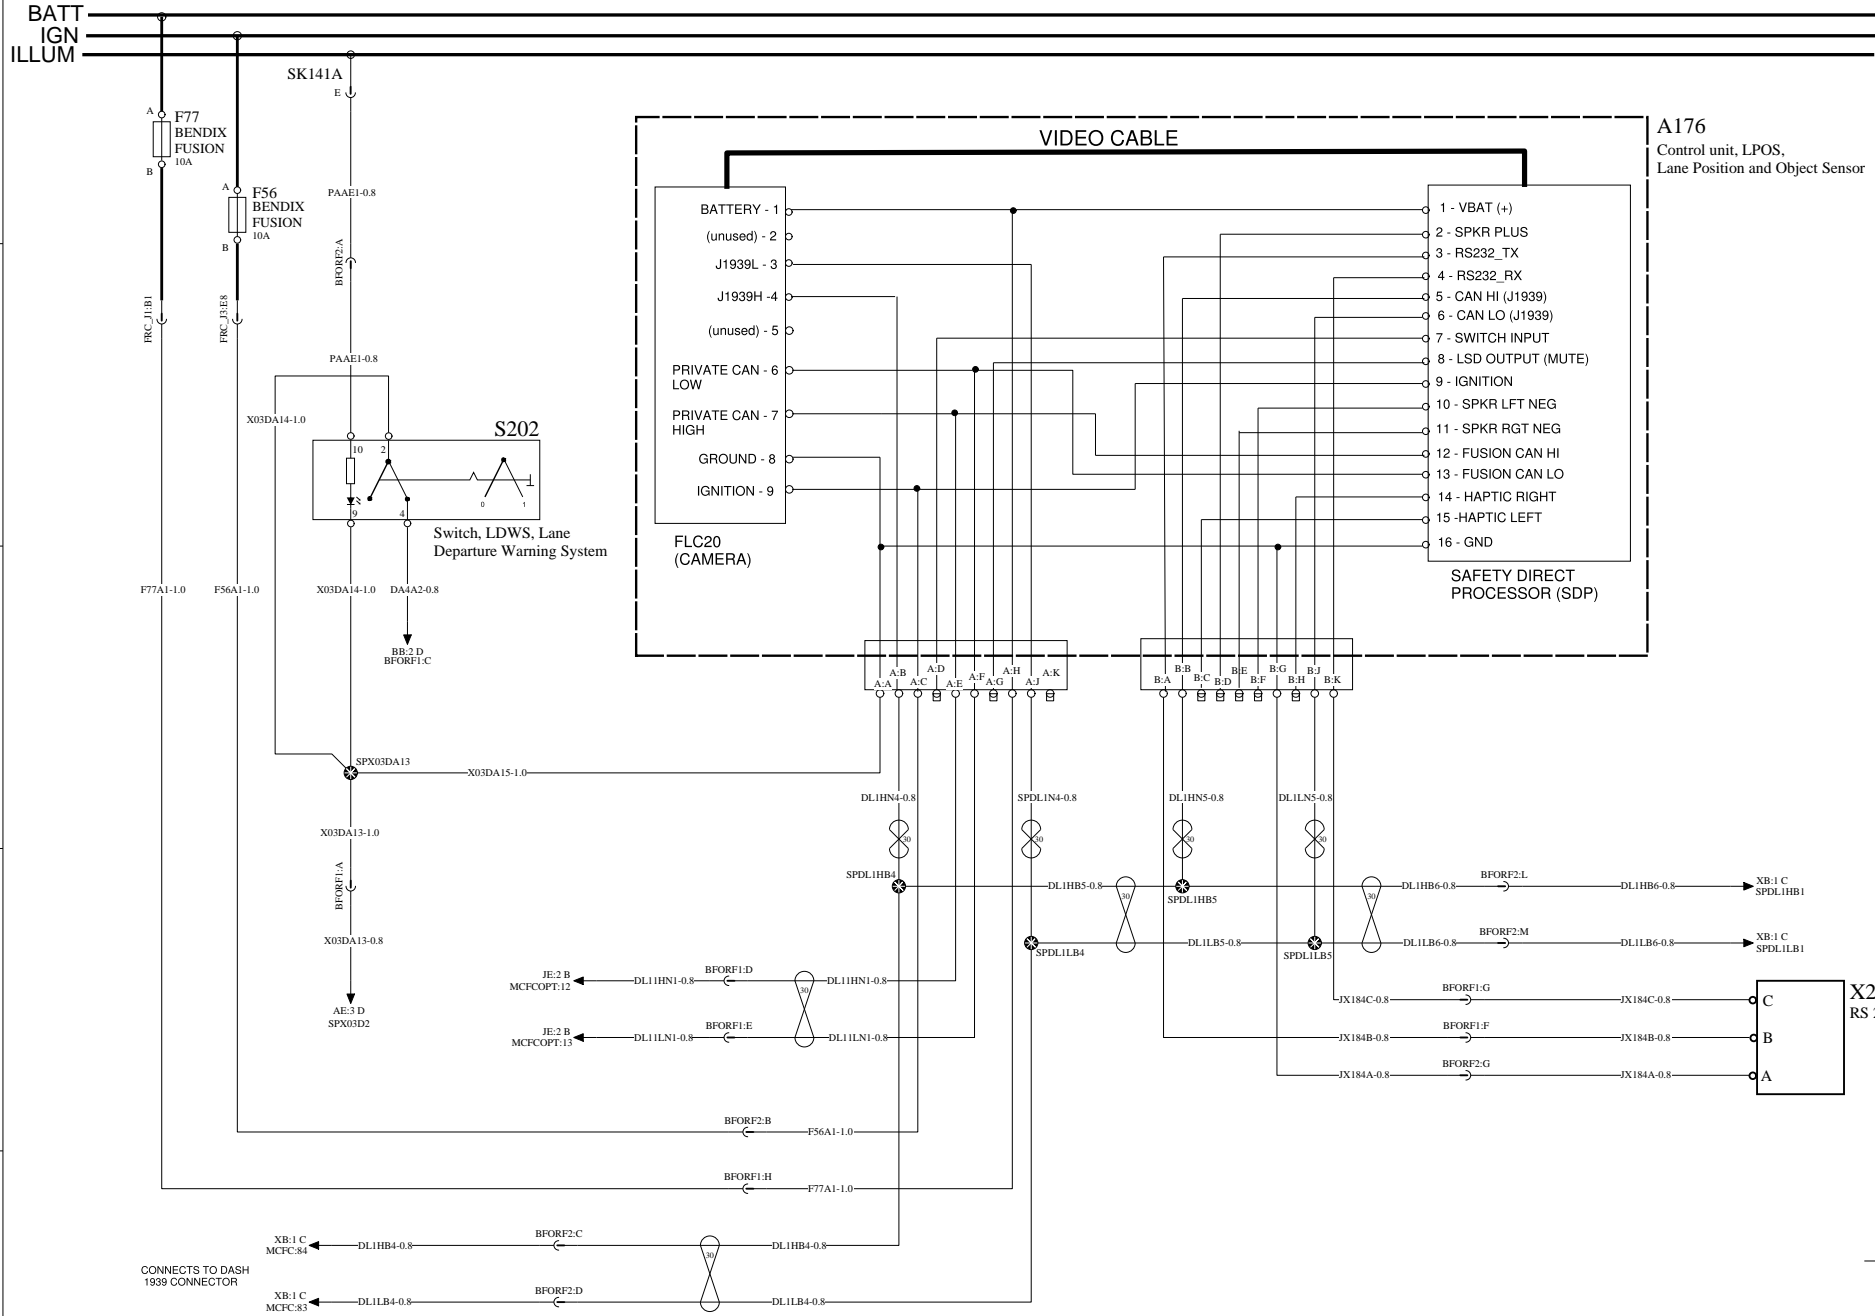 BATT
IGN
ILLUM
SK141A
E
A
F77
BENDIX
FUSION
10A
B
A
F56
BENDIX
FUSION
10A
B
PAAE1-0.8
BFORF2:A
FRC_J1:B1
FRC_J3:E8
PAAE1-0.8
X03DA14-1.0
S202
10
2
0
1
9
4
Switch, LDWS, Lane
Departure Warning System
F77A1-1.0
F56A1-1.0
X03DA14-1.0
DA4A2-0.8
BB:2 D
BFORF1:C
VIDEO CABLE
A176
Control unit, LPOS,
Lane Position and Object Sensor
BATTERY - 1
(unused) - 2
J1939L - 3
J1939H -4
(unused) - 5
PRIVATE CAN - 6
LOW
PRIVATE CAN - 7
HIGH
GROUND - 8
IGNITION - 9
FLC20
(CAMERA)
1 - VBAT (+)
2 - SPKR PLUS
3 - RS232_TX
4 - RS232_RX
5 - CAN HI (J1939)
6 - CAN LO (J1939)
7 - SWITCH INPUT
8 - LSD OUTPUT (MUTE)
9 - IGNITION
10 - SPKR LFT NEG
11 - SPKR RGT NEG
12 - FUSION CAN HI
13 - FUSION CAN LO
14 - HAPTIC RIGHT
15 -HAPTIC LEFT
16 - GND
SAFETY DIRECT
PROCESSOR (SDP)
A:A
A:B
A:C
A:D
A:E
A:F
A:G
A:H
A:J
A:K
B:A
B:B
B:C
B:D
B:E
B:F
B:G
B:H
B:J
B:K
SPX03DA13
X03DA15-1.0
DL1HN4-0.8
SPDL1N4-0.8
DL1HN5-0.8
DL1LN5-0.8
X03DA13-1.0
30
30
30
30
BFORF1:A
SPDL1HB4
DL1HB5-0.8
30
SPDL1HB5
30
DL1HB6-0.8
BFORF2:L
DL1HB6-0.8
XB:1 C
SPDL1HB1
X03DA13-0.8
SPDL1LB4
DL1LB5-0.8
SPDL1LB5
DL1LB6-0.8
BFORF2:M
DL1LB6-0.8
XB:1 C
SPDL1LB1
JE:2 B
MCFCOPT:12
DL11HN1-0.8
BFORF1:D
30
DL11HN1-0.8
AE:3 D
SPX03D2
JE:2 B
MCFCOPT:13
DL11LN1-0.8
BFORF1:E
DL11LN1-0.8
JX184C-0.8
BFORF1:G
JX184C-0.8
C
X2
RS
JX184B-0.8
BFORF1:F
JX184B-0.8
B
JX184A-0.8
BFORF2:G
JX184A-0.8
A
BFORF2:B
F56A1-1.0
BFORF1:H
F77A1-1.0
XB:1 C
MCFC:84
DL1HB4-0.8
BFORF2:C
30
DL1HB4-0.8
CONNECTS TO DASH
1939 CONNECTOR
XB:1 C
MCFC:83
DL1LB4-0.8
BFORF2:D
DL1LB4-0.8